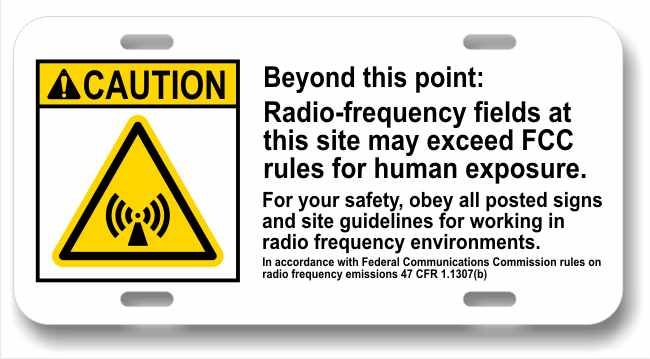 CAUTION
Beyond this point:
Radio-frequency fields at
this site may exceed FCC
rules for human exposure.
For your safety, obey all posted signs
and site guidelines for working in
radio frequency environments.
In accordance with Federal Communications Commission rules on
radio frequency emissions 47 CFR 1.1307(b)